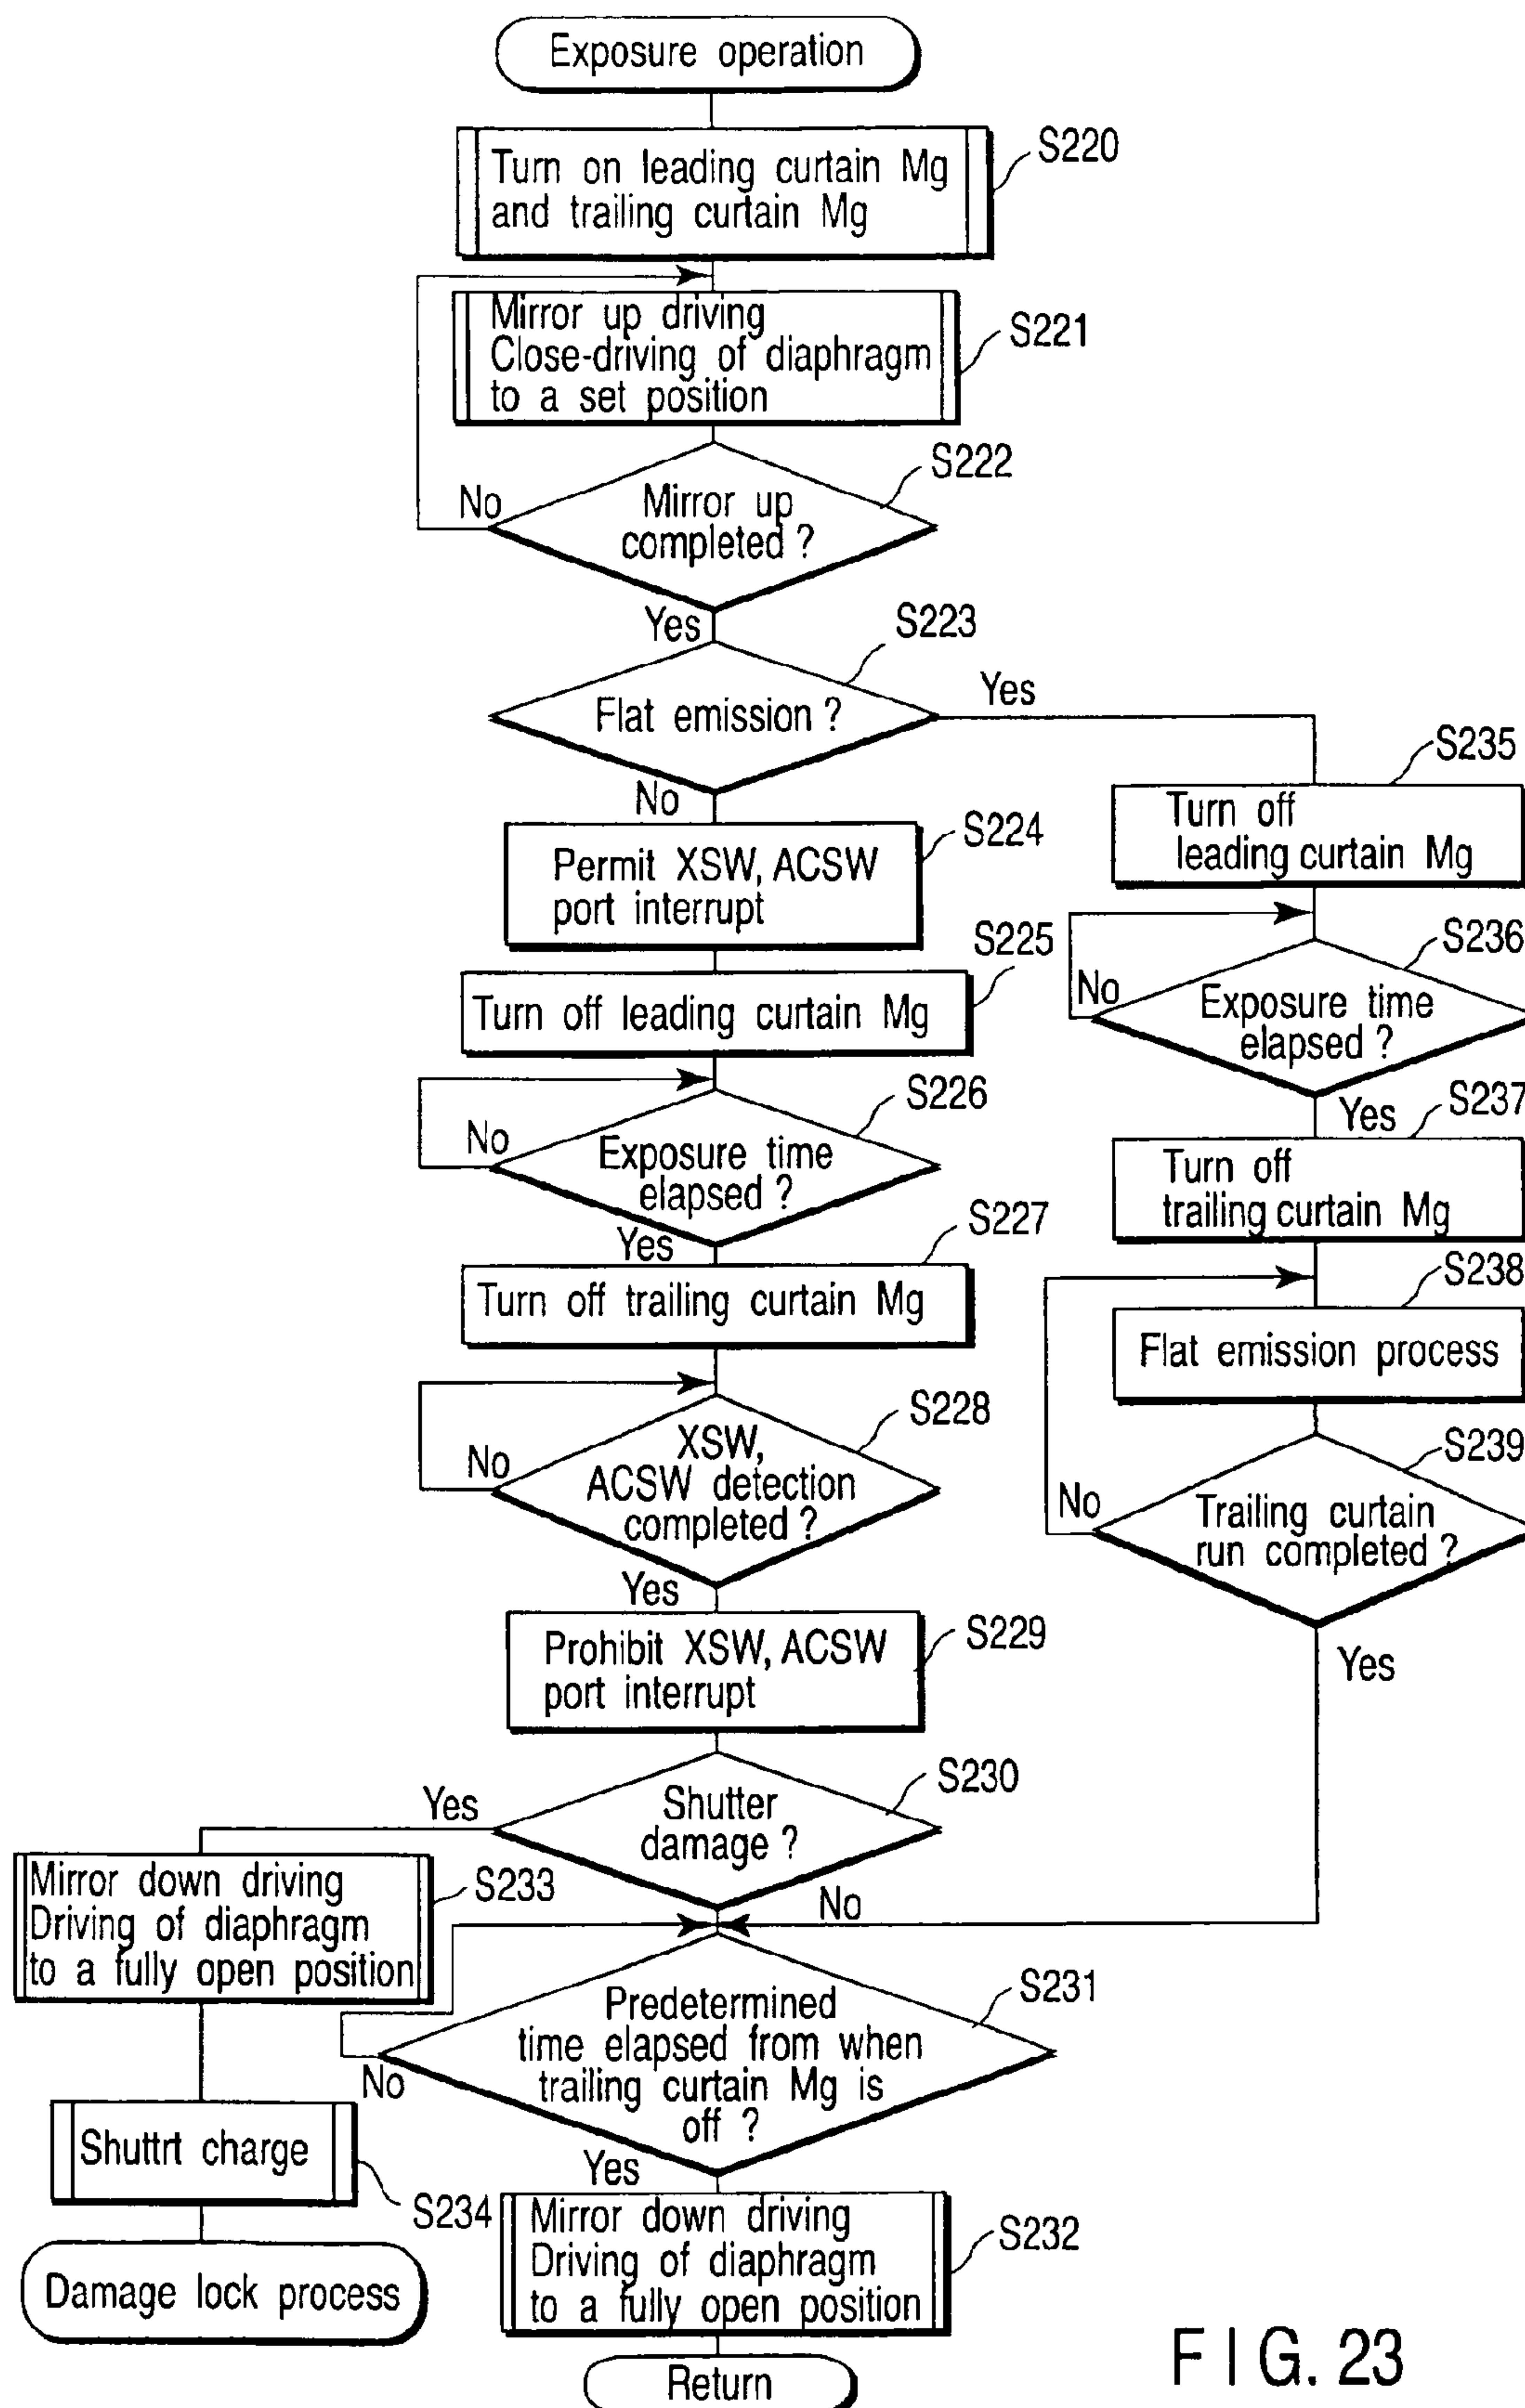 Exposure operation
Turn on leading curtain Mg
and trailing curtain Mg
S220
Mirror up driving
Close-driving of diaphragm
to a set position
S221
S222
No
Mirror up
completed ?
Yes
S223
Flat emission ?
Yes
No
S224
Permit XSW, ACSW
port interrupt
S225
Turn off leading curtain Mg
S226
No
Exposure time
elapsed ?
Yes
S227
Turn off trailing curtain Mg
S228
No
XSW,
ACSW detection
completed ?
Yes
S229
Prohibit XSW, ACSW
port interrupt
S230
Yes
Shutter
damage ?
No
S235
Turn off
leading curtain Mg
S236
No
Exposure time
elapsed ?
Yes
S237
Turn off
trailing curtain Mg
S238
Flat emission process
S239
No
Trailing curtain
run completed ?
Yes
Mirror down driving
Driving of diaphragm
to a fully open position
S233
Shuttrt charge
S234
Damage lock process
S231
Predetermined
time elapsed from when
trailing curtain Mg is
off ?
No
Yes
Mirror down driving
Driving of diaphragm
to a fully open position
S232
Return
FIG. 23